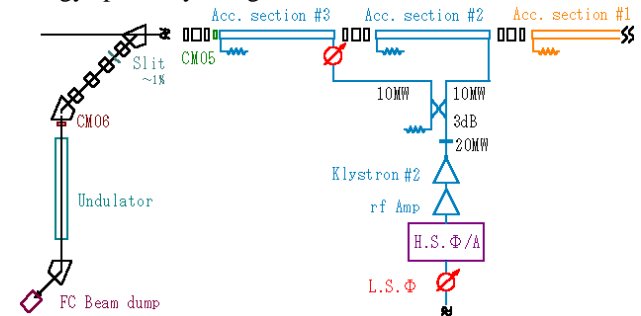 Acc. section #3
Acc. section #2
Acc. section #1
Slit
~1%
CM05
10MW
10MW
3dB
20MW
CM06
Klystron #2
Undulator
rf Amp
H.S.Φ/A
L.S.Φ
FC Beam dump